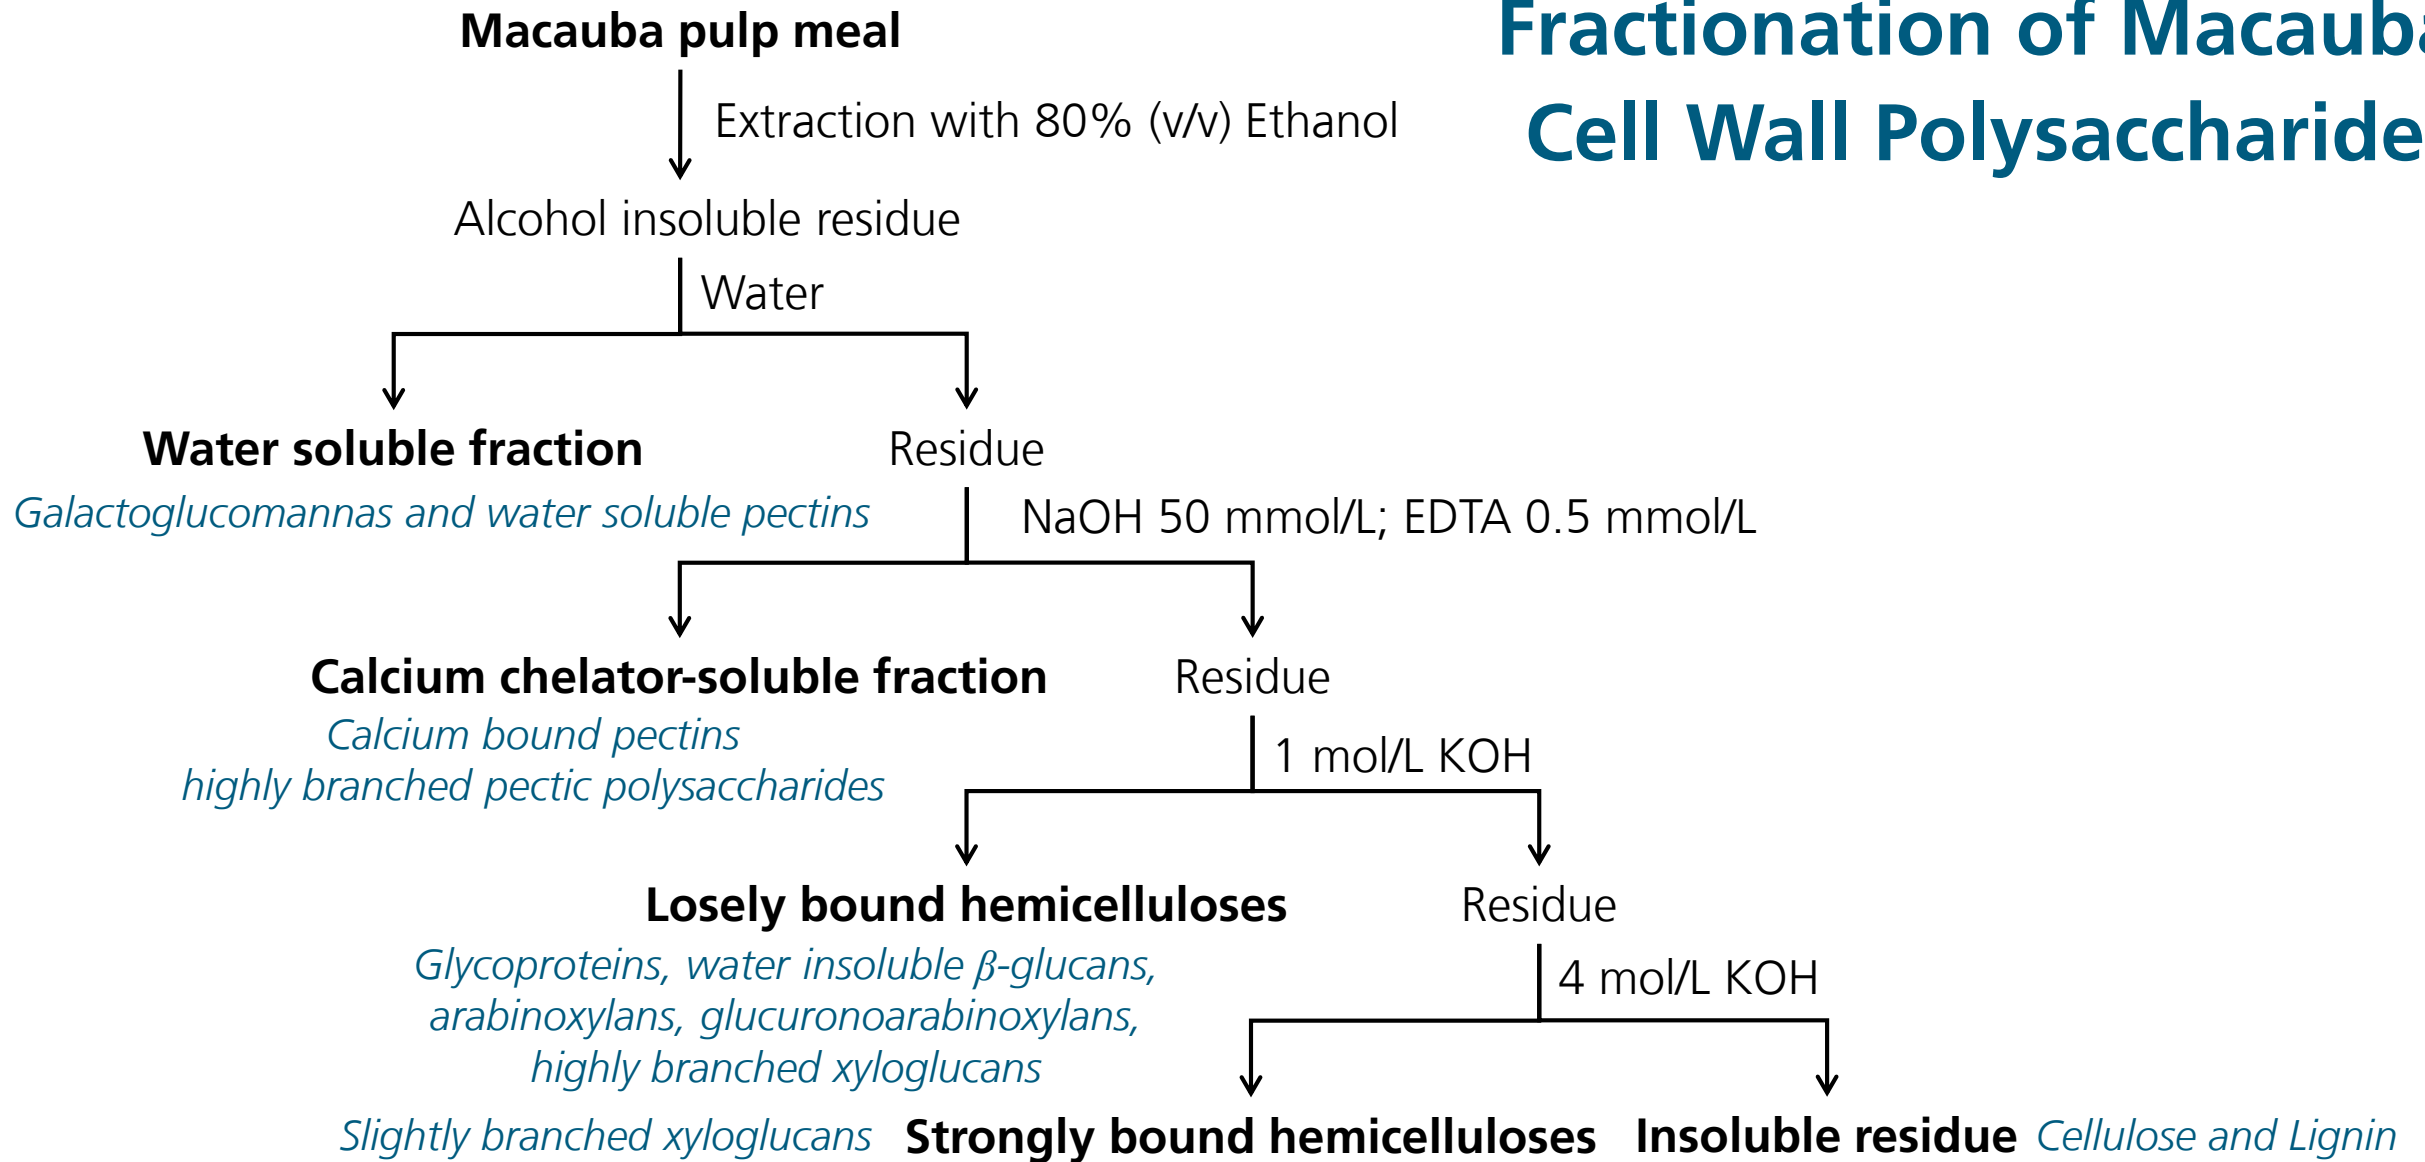 Macauba pulp meal
Fractionation of Macauba
Cell Wall Polysaccharide
Extraction with 80% (v/v) Ethanol
Alcohol insoluble residue
Water
Water soluble fraction
Residue
Galactoglucomannas and water soluble pectins
NaOH 50 mmol/L; EDTA 0.5 mmol/L
Calcium chelator-soluble fraction
Residue
Calcium bound pectins
highly branched pectic polysaccharides
1 mol/L KOH
Losely bound hemicelluloses
Residue
Glycoproteins, water insoluble β-glucans,
arabinoxylans, glucuronoarabinoxylans,
highly branched xyloglucans
4 mol/L KOH
Slightly branched xyloglucans
Strongly bound hemicelluloses
Insoluble residue
Cellulose and Lignin